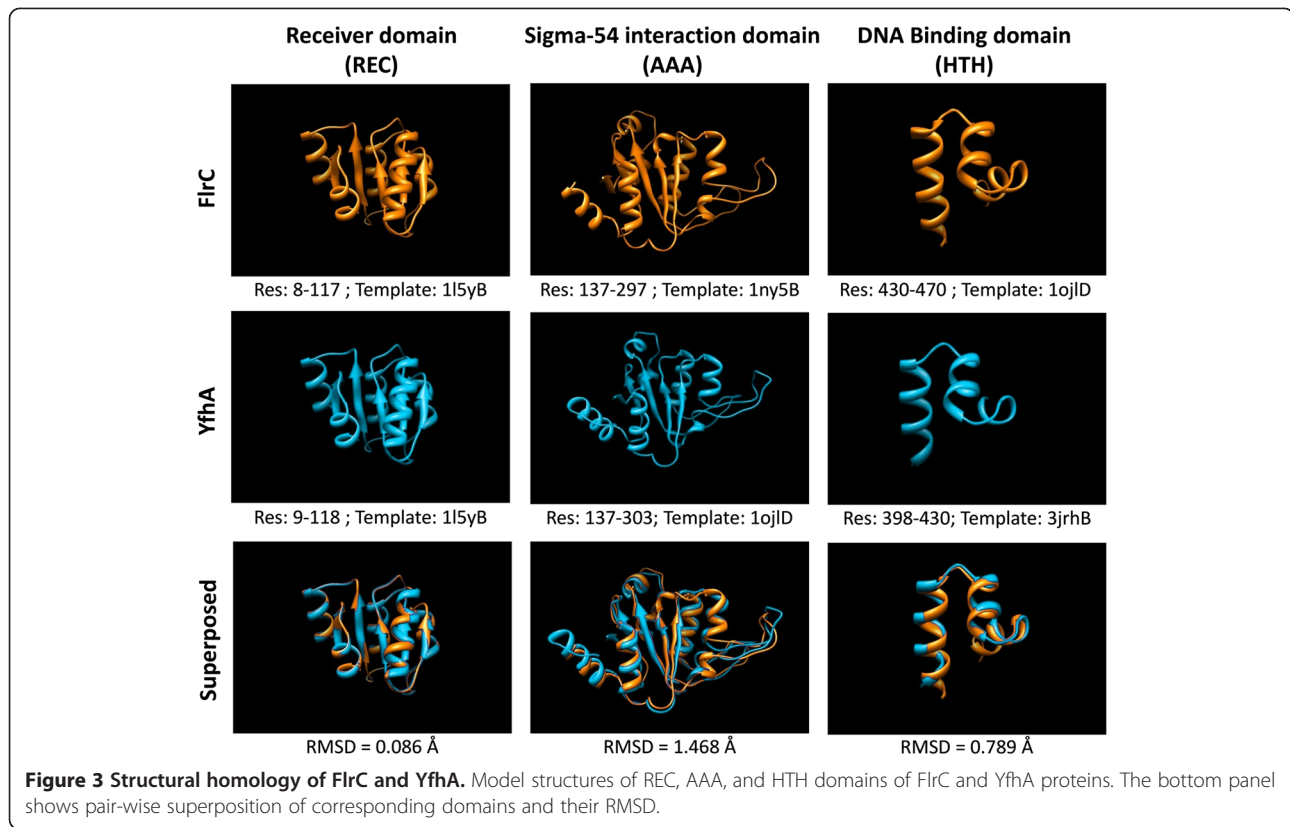 Receiver domain
(REC)
Sigma-54 interaction domain
(AAA)
DNA Binding domain
(HTH)
FlrC
Res: 8-117 ; Template: 1l5yB
Res: 137-297 ; Template: 1ny5B
Res: 430-470 ; Template: 1ojlD
YfhA
Res: 9-118 ; Template: 1l5yB
Res: 137-303; Template: 1ojlD
Res: 398-430; Template: 3jrhB
Superposed
RMSD = 0.086 Å
RMSD = 1.468 Å
RMSD = 0.789 Å
Figure 3 Structural homology of FlrC and YfhA. Model structures of REC, AAA, and HTH domains of FlrC and YfhA proteins. The bottom panel
shows pair-wise superposition of corresponding domains and their RMSD.